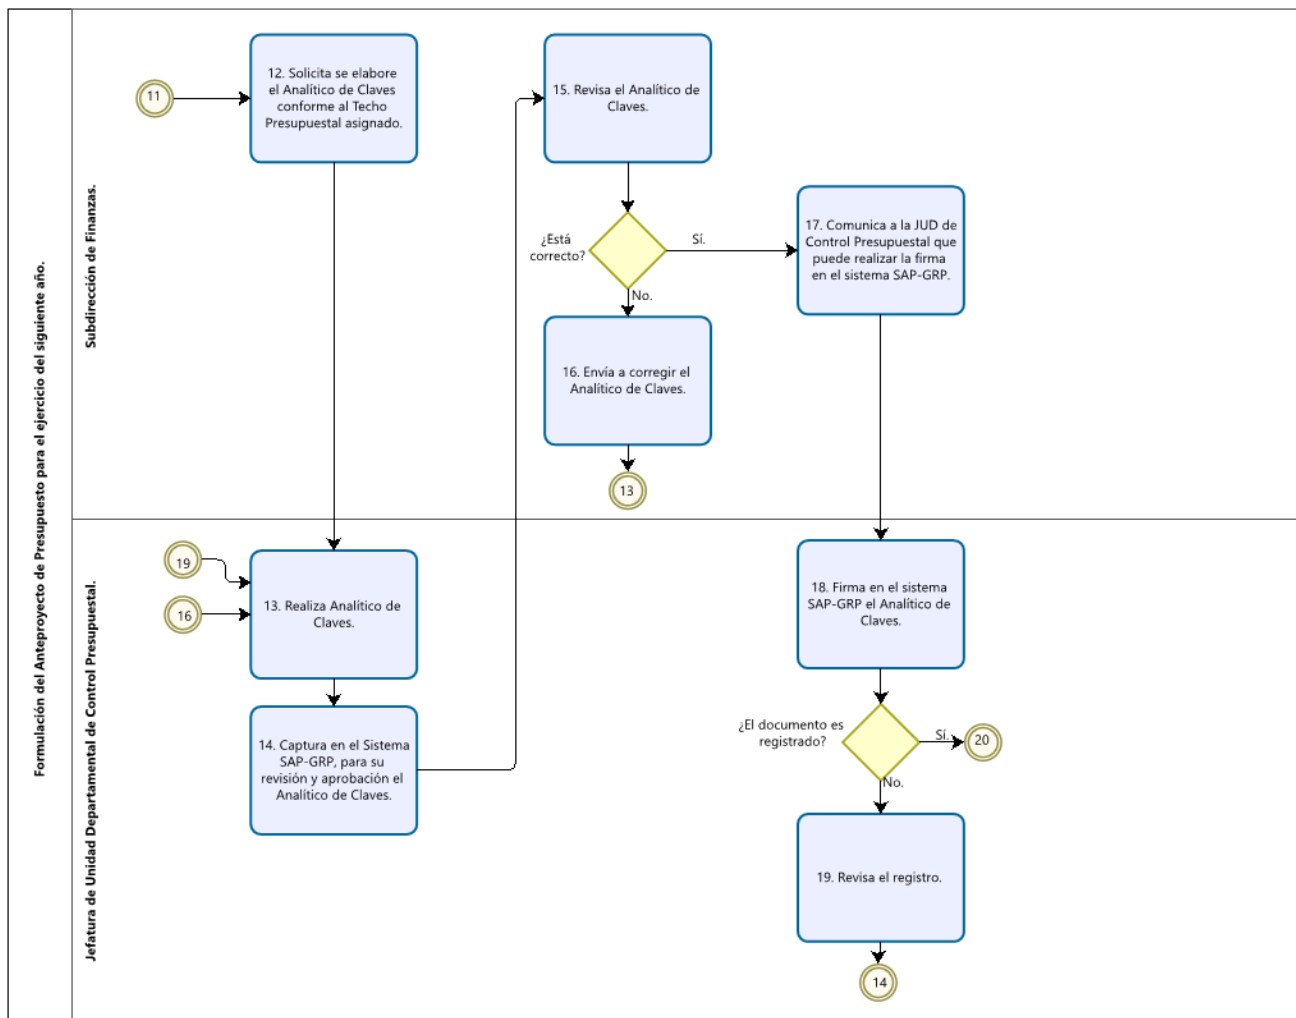 Formulación del Anteproyecto de Presupuesto para el ejercicio del siguiente año.
Subdirección de Finanzas.
11
12. Solicita se elabore
el Analítico de Claves
conforme al Techo
Presupuestal asignado.
15. Revisa el Analítico de
Claves.
¿Está
correcto?
Sí.
No.
17. Comunica a la JUD de
Control Presupuestal que
puede realizar la firma
en el sistema SAP-GRP.
16. Envía a corregir el
Analítico de Claves.
13
Jefatura de Unidad Departamental de Control Presupuestal.
19
16
13. Realiza Analítico de
Claves.
14. Captura en el Sistema
SAP-GRP, para su
revisión y aprobación el
Analítico de Claves.
18. Firma en el sistema
SAP-GRP el Analítico de
Claves.
¿El documento es
registrado?
Sí.
20
No.
19. Revisa el registro.
14